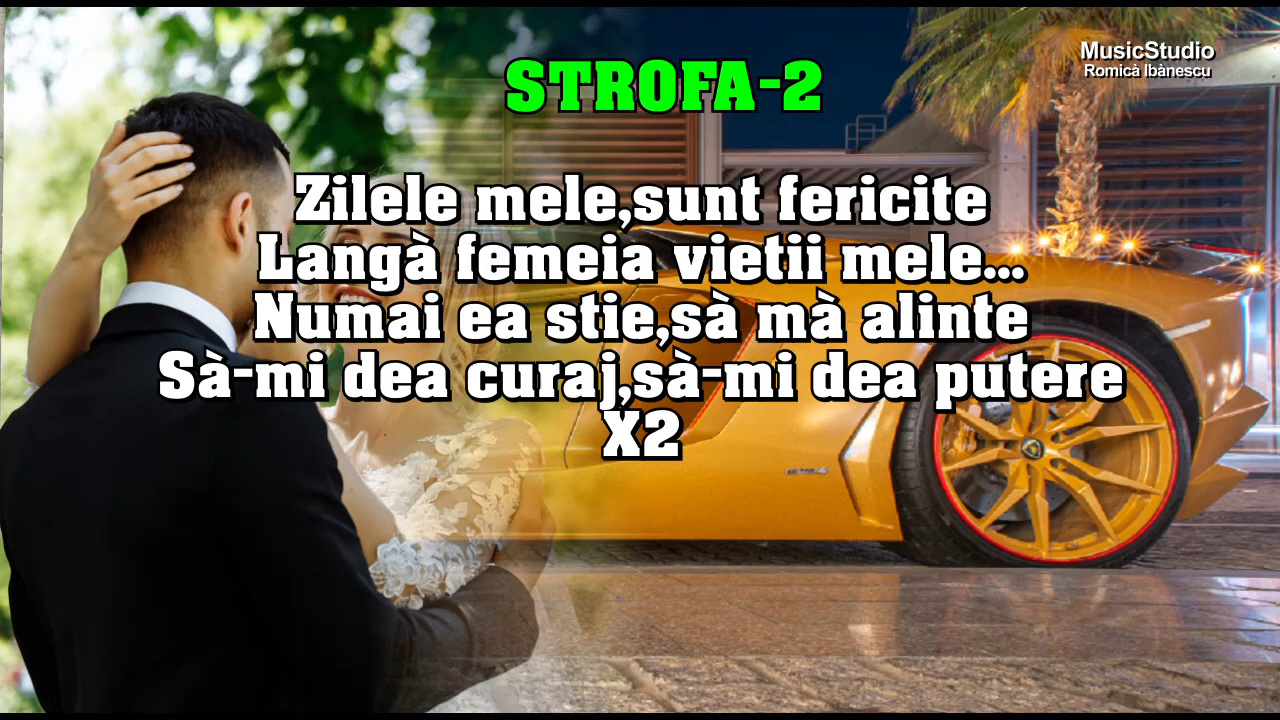 MusicStudio
Romicà Ibànescu
STROFA-2
Zilele mele,sunt fericite
Langà femeia vietii mele...
Numai ea stie,sà mà alinte
Sà-mi dea curaj,sà-mi dea putere
X2